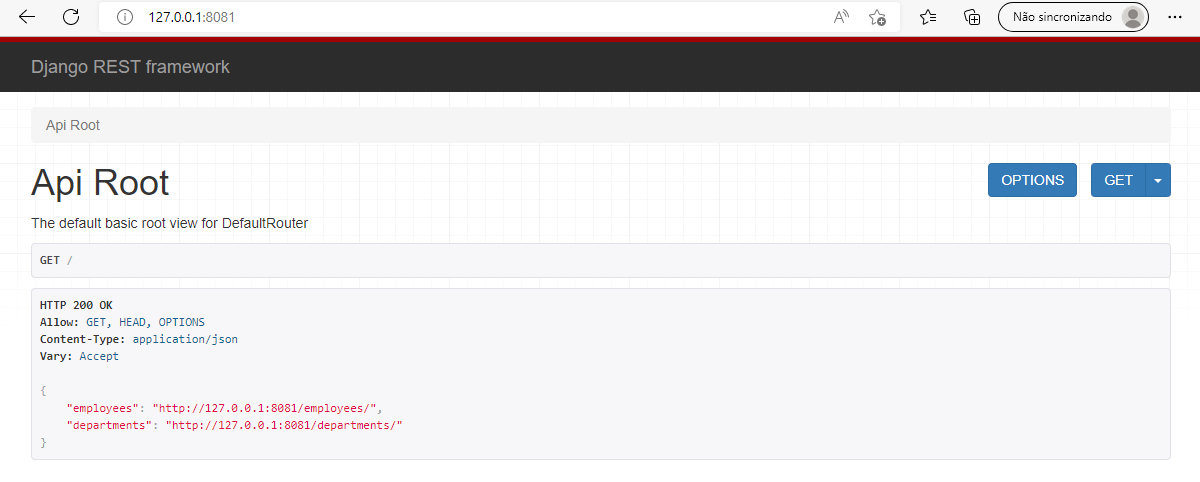 127.0.0.1:8081
Não sincronizando
Django REST framework
Api Root
Api Root
OPTIONS
GET
The default basic root view for DefaultRouter
GET /
HTTP 200 OK
Allow: GET, HEAD, OPTIONS
Content-Type: application/json
Vary: Accept
{
    "employees": "http://127.0.0.1:8081/employees/",
    "departments": "http://127.0.0.1:8081/departments/"
}